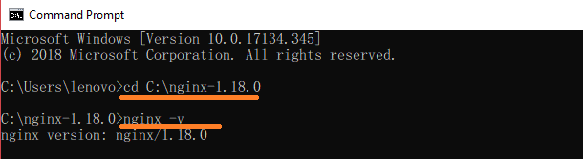 Command Prompt
Microsoft Windows [Version 10.0.17134.345]
(c) 2018 Microsoft Corporation. All rights reserved.
C:\Users\lenovo>cd C:\nginx-1.18.0
C:\nginx-1.18.0>nginx -v
nginx version: nginx/1.18.0